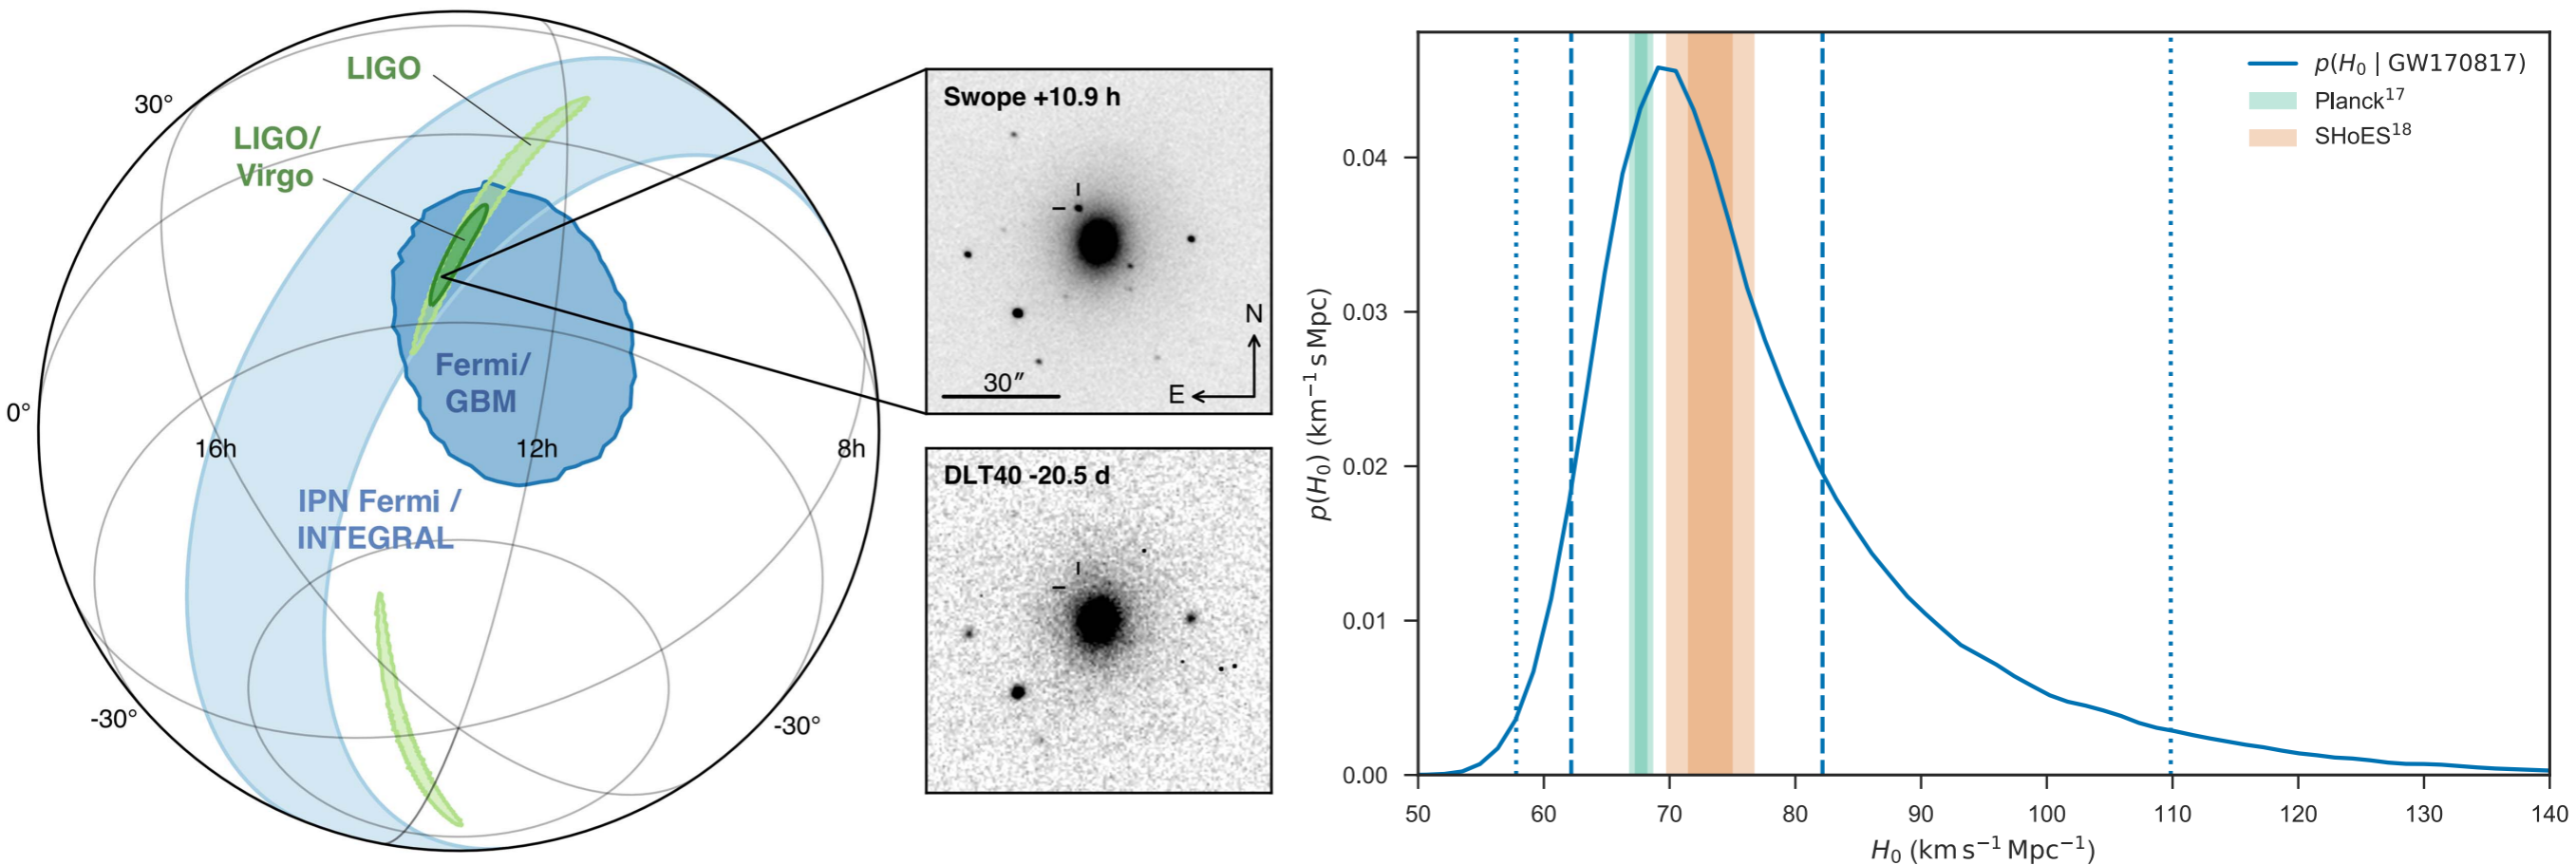 LIGO
30°
LIGO/
Virgo
Fermi/
GBM
0°
16h
12h
8h
IPN Fermi /
INTEGRAL
-30°
-30°
Swope +10.9 h
N
30″
E
DLT40 -20.5 d
p(H₀ | GW170817)
Planck¹⁷
SHoES¹⁸
p(H₀) (km⁻¹ s Mpc)
0.04
0.03
0.02
0.01
0.00
50 60 70 80 90 100 110 120 130 140
H₀ (km s⁻¹ Mpc⁻¹)